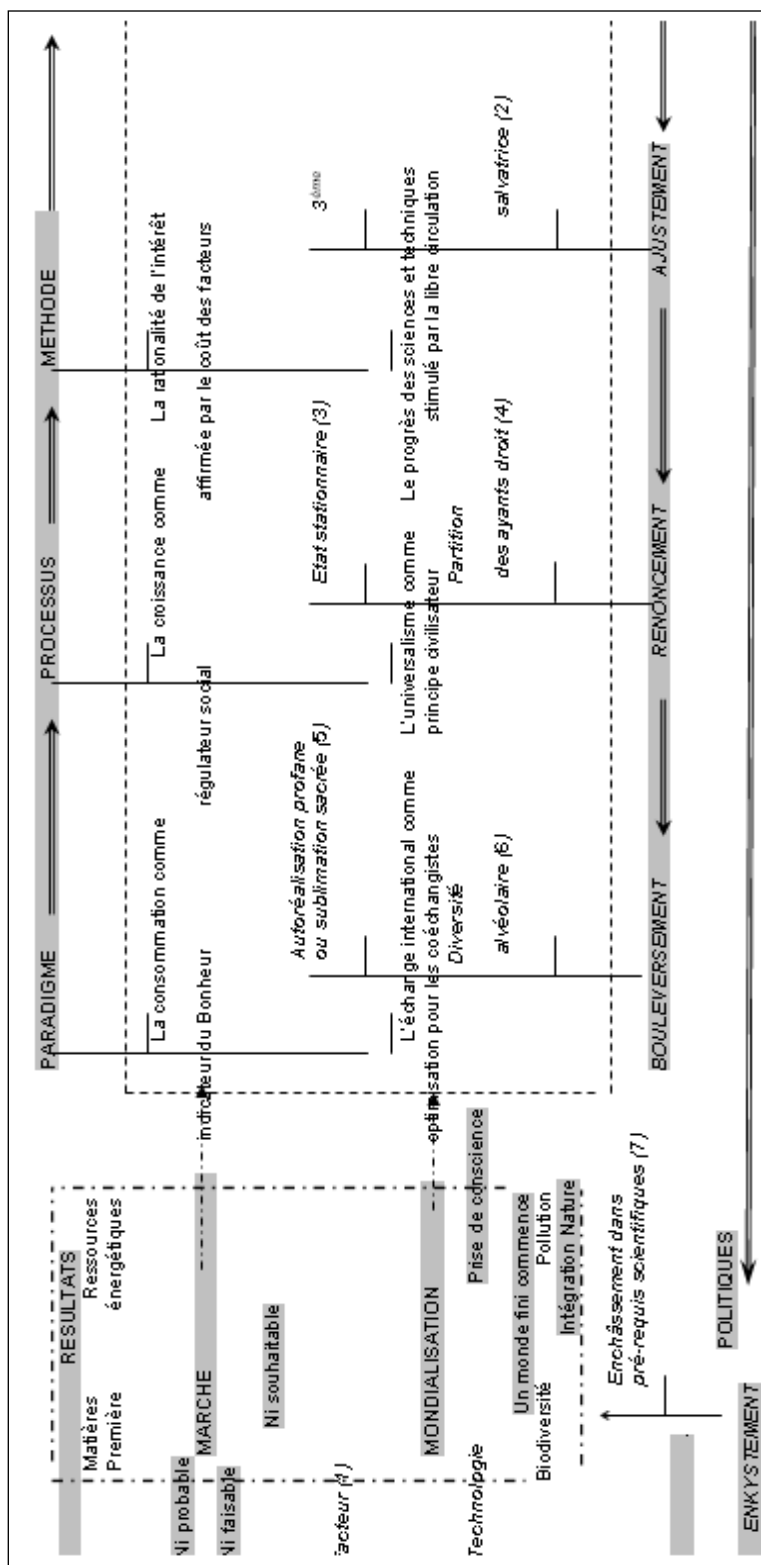 PARADIGME
PROCESSUS
METHODE
RESULTATS
Matières
Première
Ressources
énergétiques
La consommation comme
La croissance comme
La rationalité de l'intérêt
Ni probable
MARCHE
indicateur du Bonheur
régulateur social
affirmée par le coût des facteurs
Ni faisable
Ni souhaitable
Autoréalisation profane
ou sublimation sacrée (5)
Etat stationnaire (3)
3ème
L'échange international comme
L'universalisme comme
Le progrès des sciences et techniques
MONDIALISATION
optimisation pour les coéchangistes
principe civilisateur
stimulé par la libre circulation
Diversité
Partition
Technologie
Prise de conscience
alvéolaire (6)
des ayants droit (4)
salvatrice (2)
Un monde fini commence
Biodiversité
Pollution
Intégration Nature
Enchâssement dans
pré-requis scientifiques (7)
BOULEVERSEMENT
RENONCEMENT
AJUSTEMENT
POLITIQUES
ENKYSTEMENT